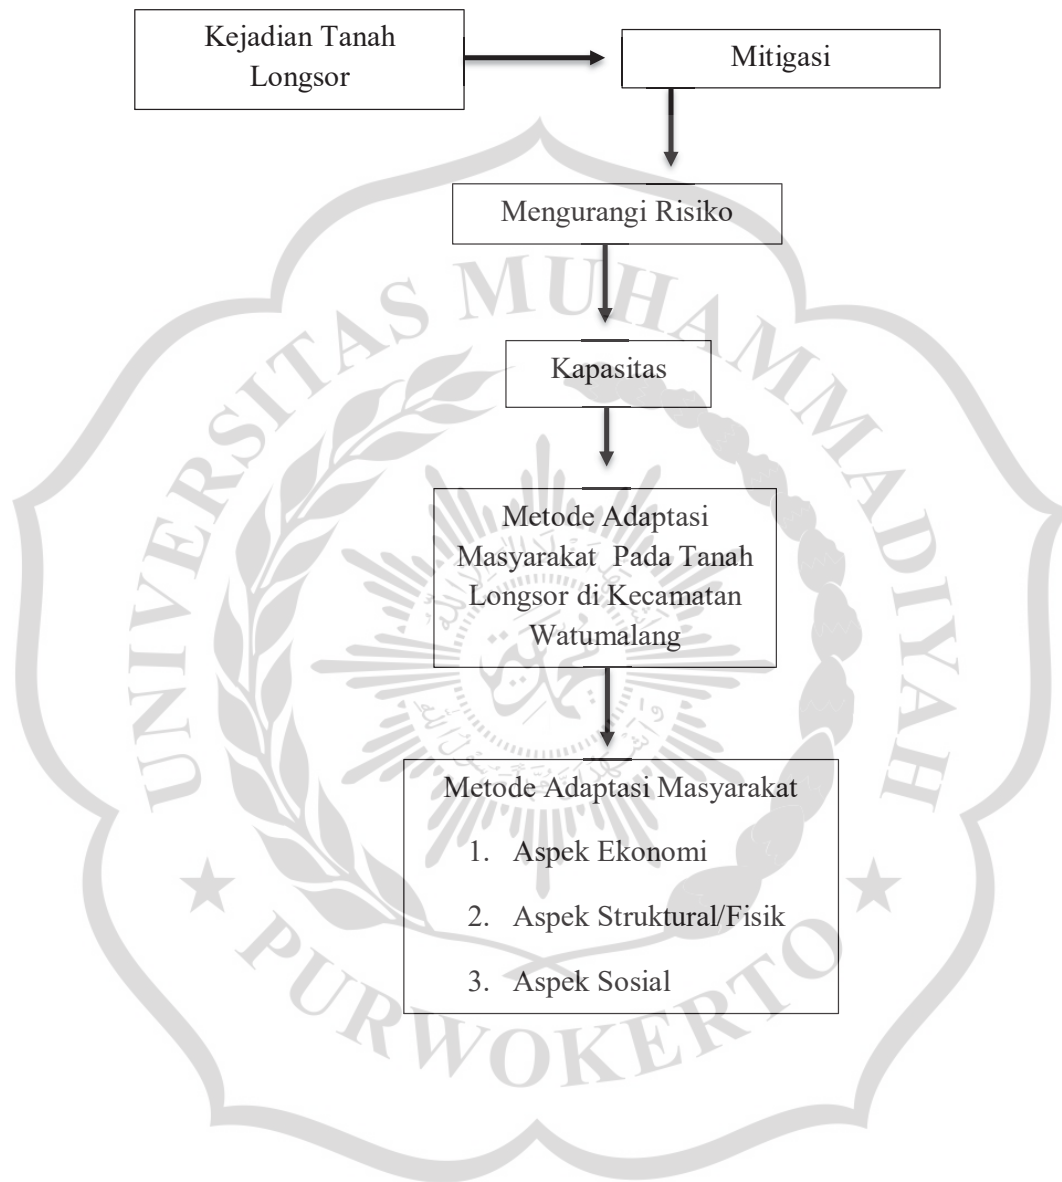 Kejadian Tanah
Longsor
Mitigasi
Mengurangi Risiko
Kapasitas
Metode Adaptasi
Masyarakat Pada Tanah
Longsor di Kecamatan
Watumalang
Metode Adaptasi Masyarakat
1. Aspek Ekonomi
2. Aspek Struktural/Fisik
3. Aspek Sosial
UNIVERSITAS MUHAMMADIYAH
PURWOKERTO